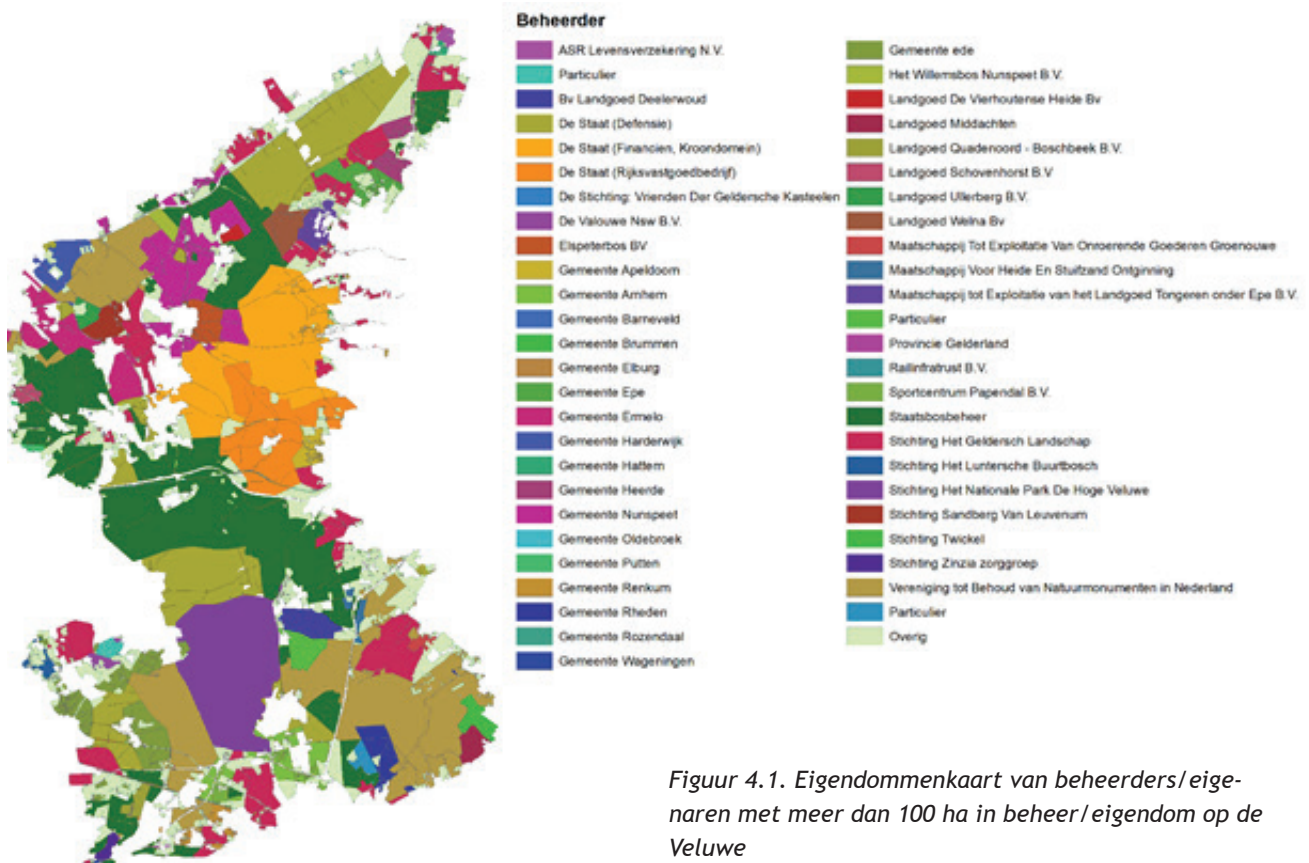 Beheerder
ASR Levensverzekering N.V.
Particulier
Bv Landgoed Deelerwoud
De Staat (Defensie)
De Staat (Financien, Kroondomein)
De Staat (Rijksvastgoedbedrijf)
De Stichting: Vrienden Der Geldersche Kasteelen
De Valouwe Nsw B.V.
Elspeterbos BV
Gemeente Apeldoorn
Gemeente Arnhem
Gemeente Barneveld
Gemeente Brummen
Gemeente Elburg
Gemeente Epe
Gemeente Ermelo
Gemeente Harderwijk
Gemeente Hattem
Gemeente Heerde
Gemeente Nunspeet
Gemeente Oldebroek
Gemeente Putten
Gemeente Renkum
Gemeente Rheden
Gemeente Rozendaal
Gemeente Wageningen
Gemeente ede
Het Willemsbos Nunspeet B.V.
Landgoed De Vierhoutense Heide Bv
Landgoed Middachten
Landgoed Quadenoord - Boschbeek B.V.
Landgoed Schovenhorst B.V
Landgoed Ullerberg B.V.
Landgoed Welna Bv
Maatschappij Tot Exploitatie Van Onroerende Goederen Groenouwe
Maatschappij Voor Heide En Stuifzand Ontginning
Maatschappij tot Exploitatie van het Landgoed Tongeren onder Epe B.V.
Particulier
Provincie Gelderland
Railinfratrust B.V.
Sportcentrum Papendal B.V.
Staatsbosbeheer
Stichting Het Geldersch Landschap
Stichting Het Luntersche Buurtbosch
Stichting Het Nationale Park De Hoge Veluwe
Stichting Sandberg Van Leuvenum
Stichting Twickel
Stichting Zinzia zorggroep
Vereniging tot Behoud van Natuurmonumenten in Nederland
Particulier
Overig
Figuur 4.1. Eigendommenkaart van beheerders/eige-
naren met meer dan 100 ha in beheer/eigendom op de
Veluwe